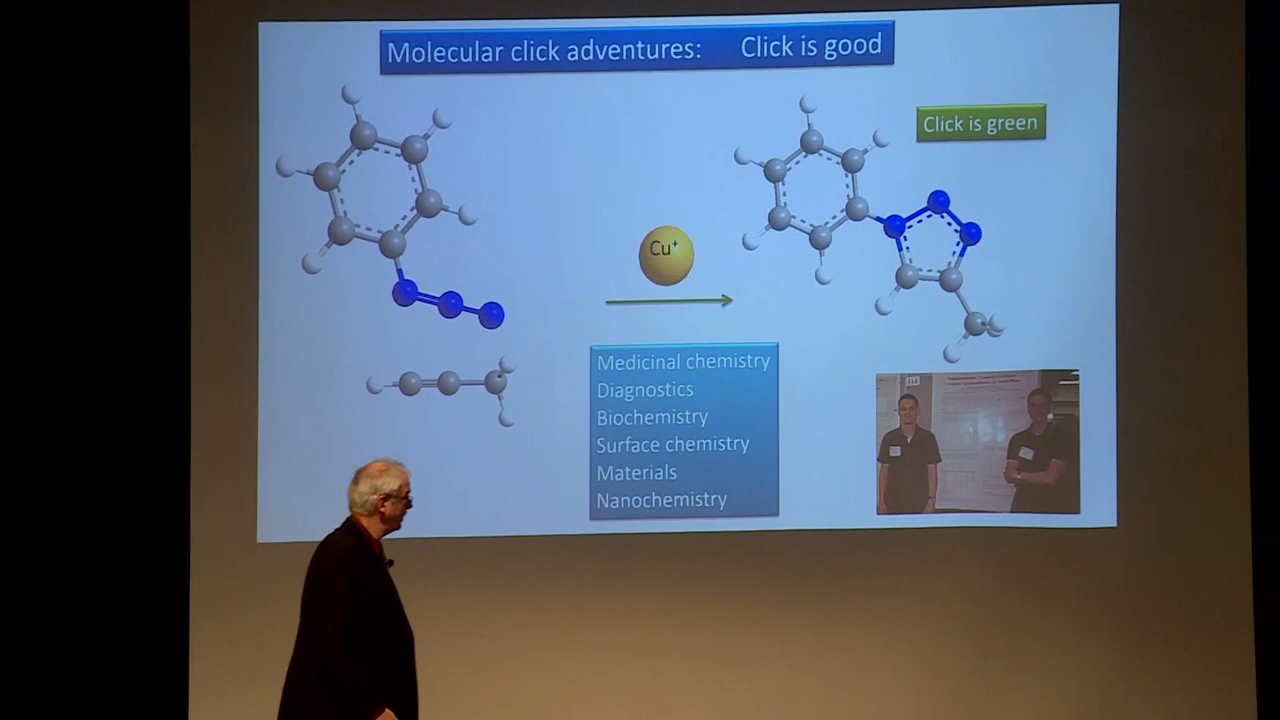 Molecular click adventures: Click is good
Click is green
Cu⁺
Medicinal chemistry
Diagnostics
Biochemistry
Surface chemistry
Materials
Nanochemistry